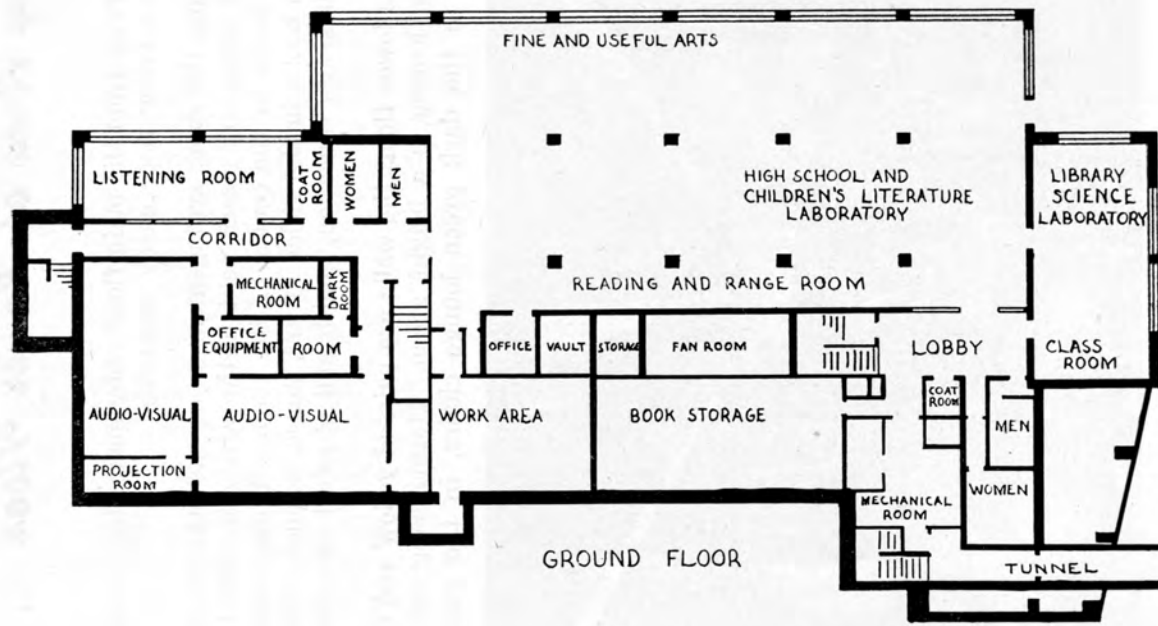 FINE AND USEFUL ARTS
LISTENING ROOM
COAT
ROOM
WOMEN
MEN
HIGH SCHOOL AND
CHILDREN'S LITERATURE
LABORATORY
LIBRARY
SCIENCE
LABORATORY
CORRIDOR
MECHANICAL
ROOM
DARK
ROOM
READING AND RANGE ROOM
OFFICE
EQUIPMENT
ROOM
OFFICE
VAULT
STORAGE
FAN ROOM
LOBBY
CLASS
ROOM
AUDIO-VISUAL
AUDIO-VISUAL
WORK AREA
BOOK STORAGE
COAT
ROOM
MEN
PROJECTION
ROOM
MECHANICAL
ROOM
WOMEN
GROUND FLOOR
TUNNEL